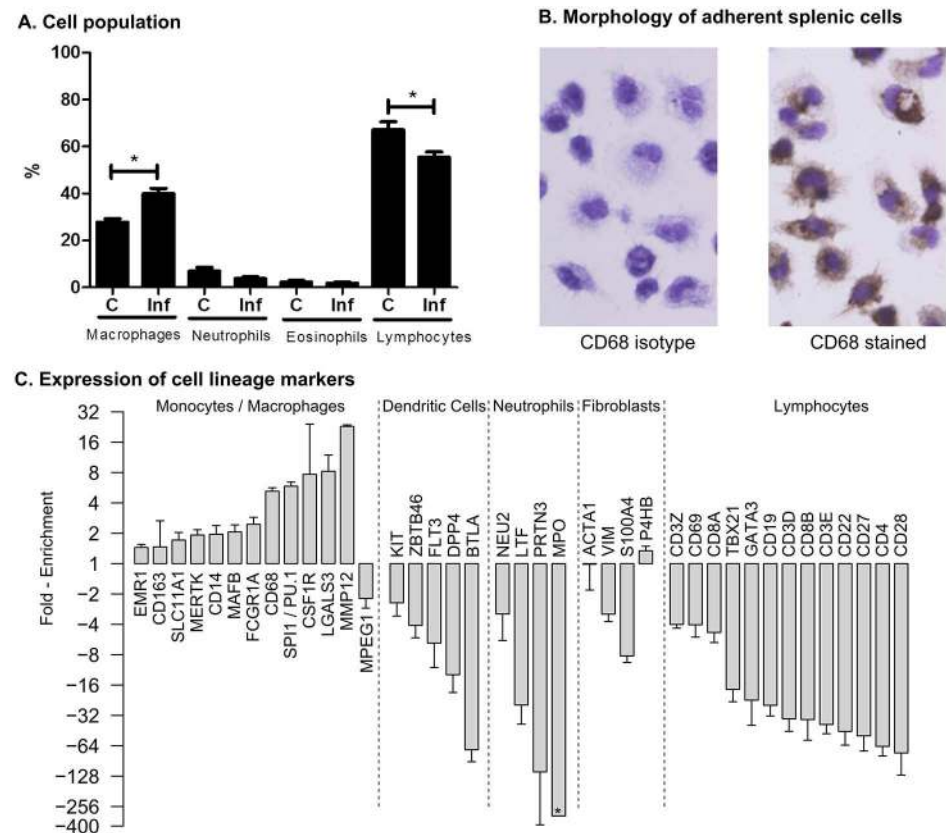 A. Cell population
100
80
60
40
20
0
%
*
*
C Inf C Inf C Inf C Inf
Macrophages Neutrophils Eosinophils Lymphocytes
B. Morphology of adherent splenic cells
CD68 isotype CD68 stained
C. Expression of cell lineage markers
Monocytes / Macrophages Dendritic Cells Neutrophils Fibroblasts Lymphocytes
Fold - Enrichment
32
16
8
4
2
1
1
−2
−4
−8
−16
−32
−64
−128
−256
−400
EMR1
CD163
SLC11A1
MERTK
CD14
MAFB
FCGR1A
CD68
SPI1 / PU.1
CSF1R
LGALS3
MMP12
MPEG1
KIT
ZBTB46
FLT3
DPP4
BTLA
NEU2
LTF
PRTN3
MPO
*
ACTA1
VIM
S100A4
P4HB
CD3Z
CD69
CD8A
TBX21
GATA3
CD19
CD3D
CD8B
CD3E
CD22
CD27
CD4
CD28